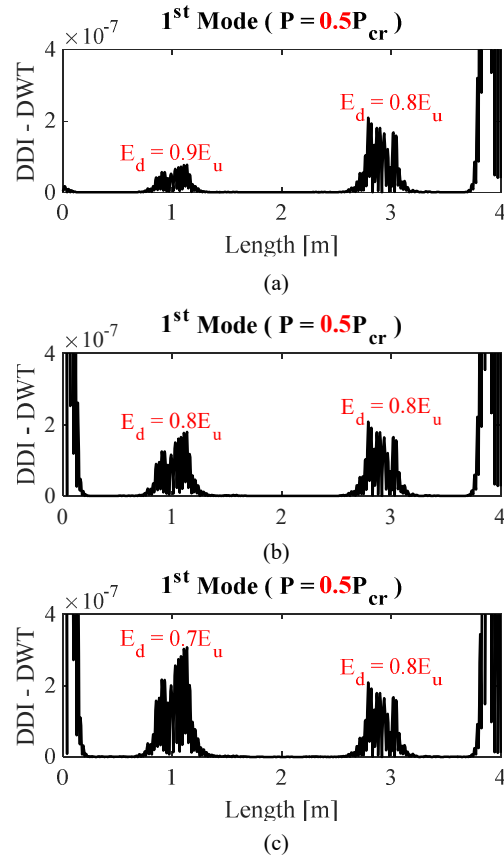 1st Mode ( P = 0.5Pcr )
×10-7
4
2
0
DDI - DWT
Ed = 0.9Eu
Ed = 0.8Eu
0 1 2 3 4
Length [m]
(a)
1st Mode ( P = 0.5Pcr )
×10-7
4
2
0
DDI - DWT
Ed = 0.8Eu
Ed = 0.8Eu
0 1 2 3 4
(b)
1st Mode ( P = 0.5Pcr )
×10-7
4
2
0
DDI - DWT
Ed = 0.7Eu
Ed = 0.8Eu
0 1 2 3 4
Length [m]
(c)